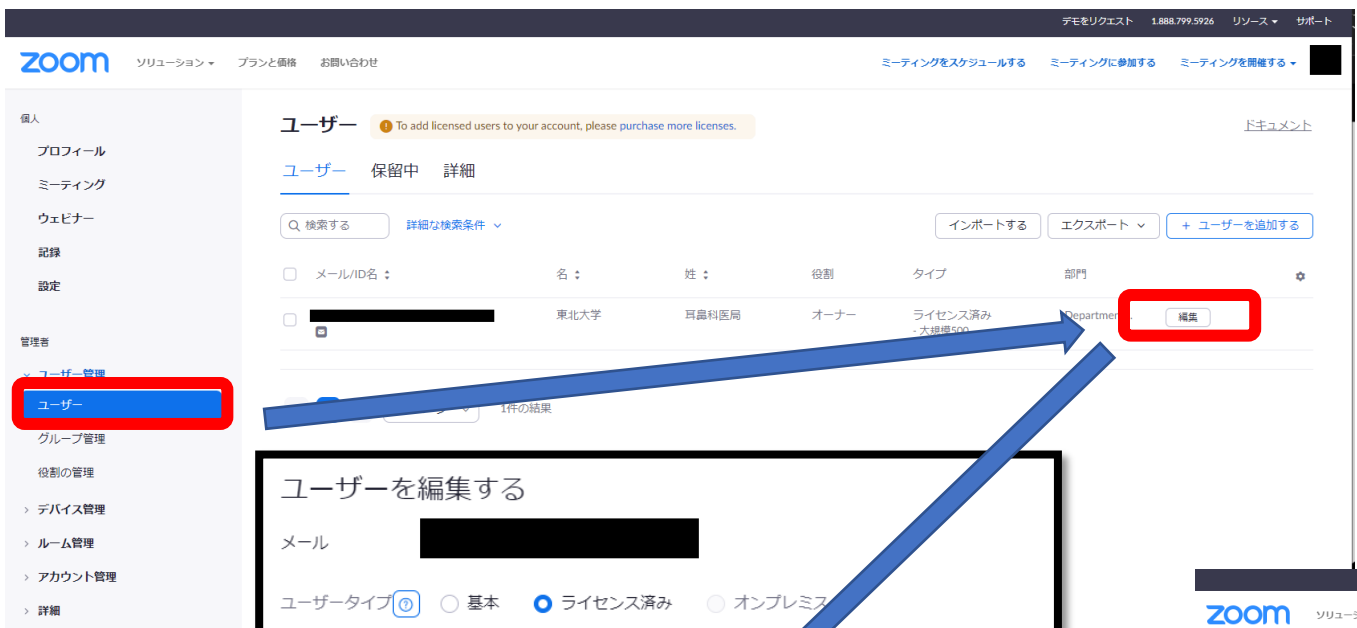 デモをリクエスト 1.888.799.5926 リソース サポート
zoom ソリューション プランと価格 お問い合わせ ミーティングをスケジュールする ミーティングに参加する ミーティングを開催する
個人
プロフィール
ミーティング
ウェビナー
記録
設定
管理者
ユーザー管理
ユーザー
グループ管理
役割の管理
デバイス管理
ルーム管理
アカウント管理
詳細
ユーザー To add licensed users to your account, please purchase more licenses. ドキュメント
ユーザー 保留中 詳細
検索する 詳細な検索条件 インポートする エクスポート + ユーザーを追加する
メール/ID名 名 姓 役割 タイプ 部門
東北大学 耳鼻科医局 オーナー ライセンス済み Departmen 編集
- 大規模500
1件の結果
ユーザーを編集する
メール
ユーザータイプ 基本 ライセンス済み オンプレミス
zoom